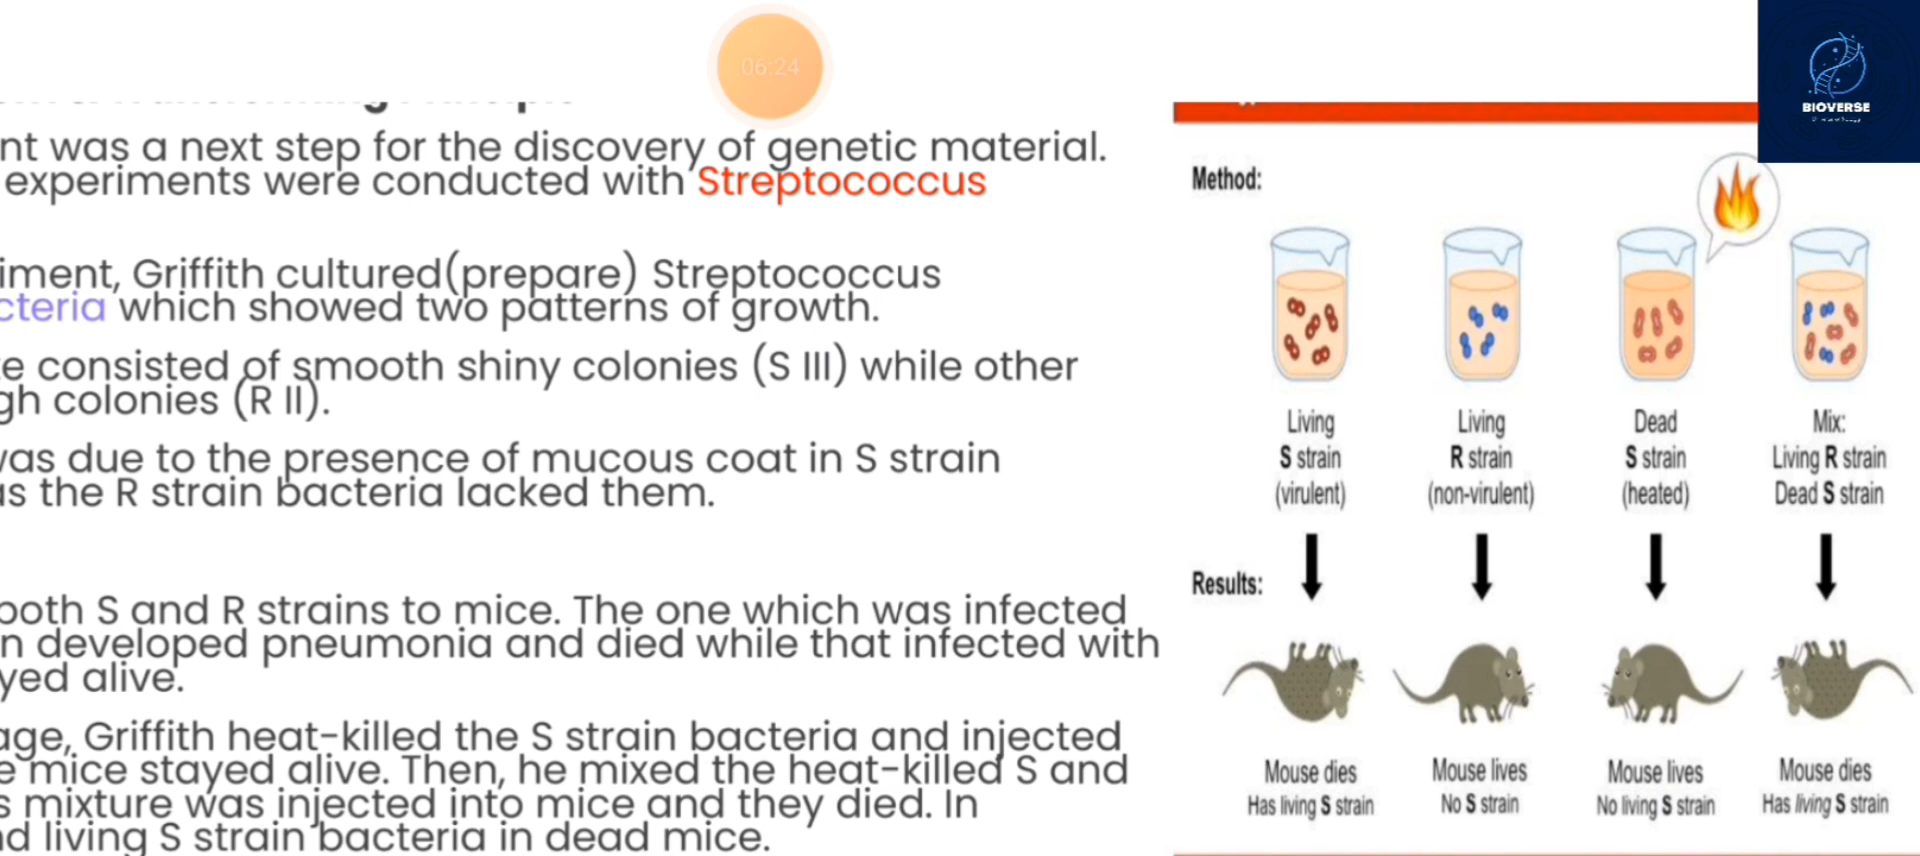 06:24
BIOVERSE
nt was a next step for the discovery of genetic material.
experiments were conducted with Streptococcus
iment, Griffith cultured(prepare) Streptococcus
cteria which showed two patterns of growth.
e consisted of smooth shiny colonies (S III) while other
gh colonies (R II).
was due to the presence of mucous coat in S strain
as the R strain bacteria lacked them.
both S and R strains to mice. The one which was infected
n developed pneumonia and died while that infected with
yed alive.
age, Griffith heat-killed the S strain bacteria and injected
e mice stayed alive. Then, he mixed the heat-killed S and
s mixture was injected into mice and they died. In
nd living S strain bacteria in dead mice.
Method:
Living
S strain
(virulent)
Living
R strain
(non-virulent)
Dead
S strain
(heated)
Mix:
Living R strain
Dead S strain
Results:
Mouse dies
Has living S strain
Mouse lives
No S strain
Mouse lives
No living S strain
Mouse dies
Has living S strain